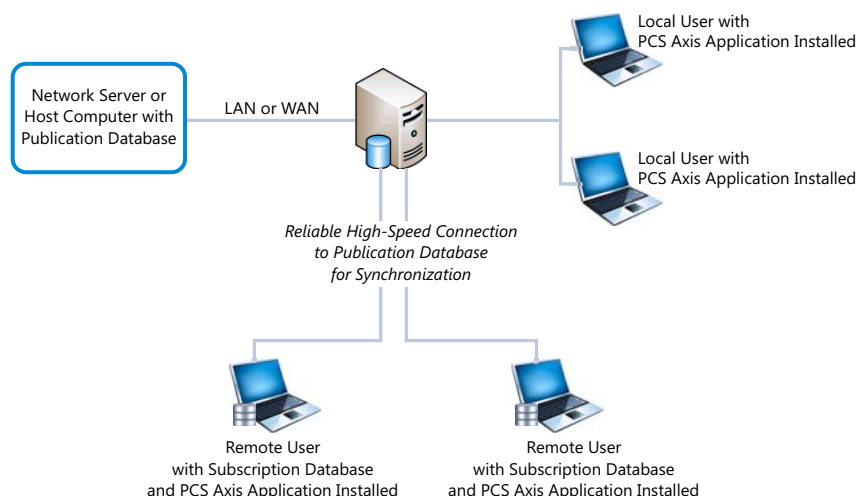 Local User with
PCS Axis Application Installed
Network Server or
Host Computer with
Publication Database
LAN or WAN
Local User with
PCS Axis Application Installed
Reliable High-Speed Connection
to Publication Database
for Synchronization
Remote User
with Subscription Database
and PCS Axis Application Installed
Remote User
with Subscription Database
and PCS Axis Application Installed